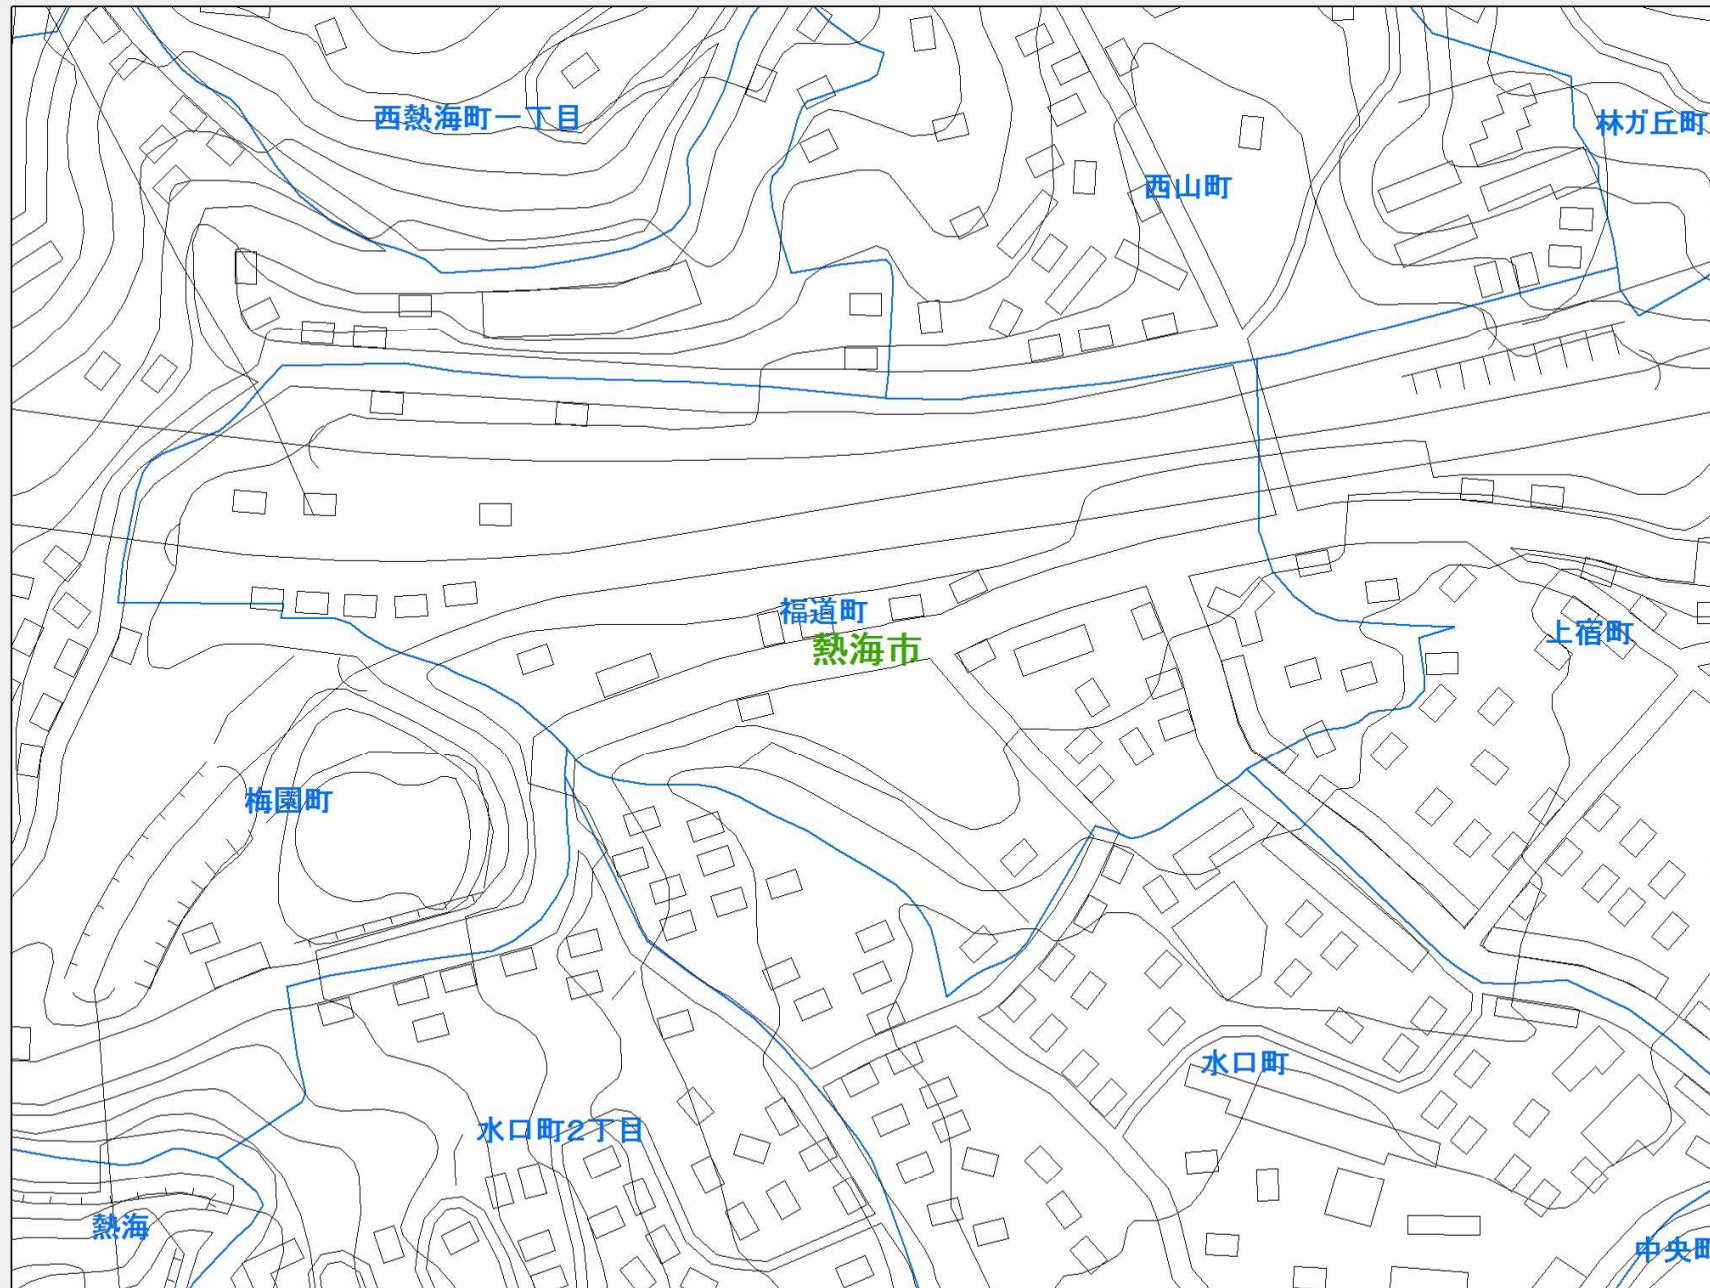 西熱海町一丁目
林ガ丘町
西山町
福道町
熱海市
上宿町
梅園町
水口町
水口町2丁目
熱海
中央町